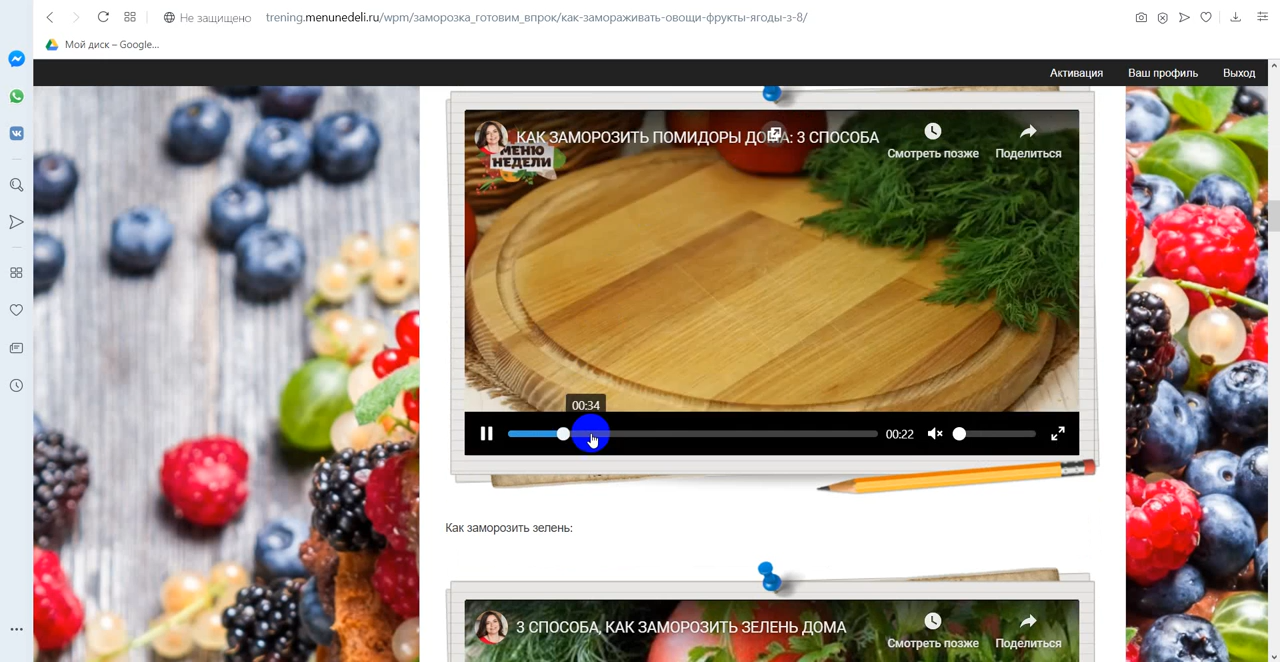 Не защищено
trening.menunedeli.ru/wpm/заморозка_готовим_впрок/как-замораживать-овощи-фрукты-ягоды-з-8/
Мой диск – Google...
Активация
Ваш профиль
Выход
КАК ЗАМОРОЗИТЬ ПОМИДОРЫ ДОМА: 3 СПОСОБА
МЕНЮ
НЕДЕЛИ
Смотреть позже
Поделиться
00:34
00:22
Как заморозить зелень:
3 СПОСОБА, КАК ЗАМОРОЗИТЬ ЗЕЛЕНЬ ДОМА
Смотреть позже
Поделиться